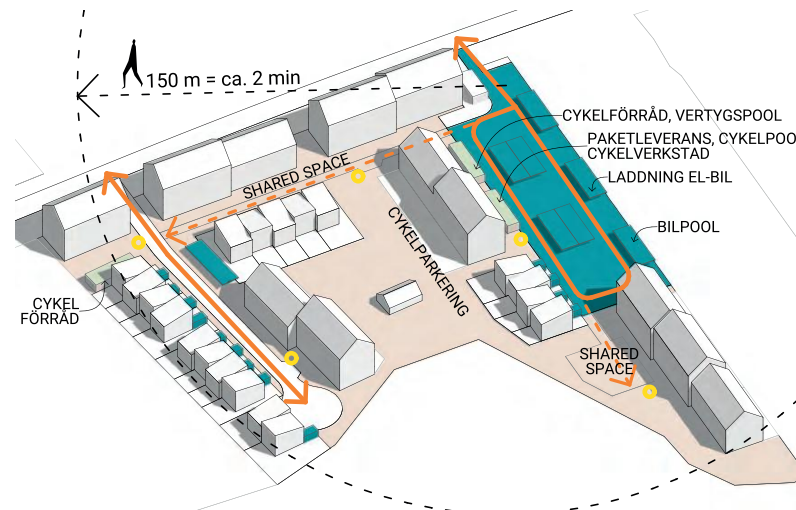 150 m = ca. 2 min
CYKELFÖRRÅD, VERTYGSPOOL
PAKETLEVERANS, CYKELPOO
CYKELVERKSTAD
LADDNING EL-BIL
BILPOOL
SHARED SPACE
CYKELPARKERING
CYKEL
FÖRRÅD
SHARED
SPACE